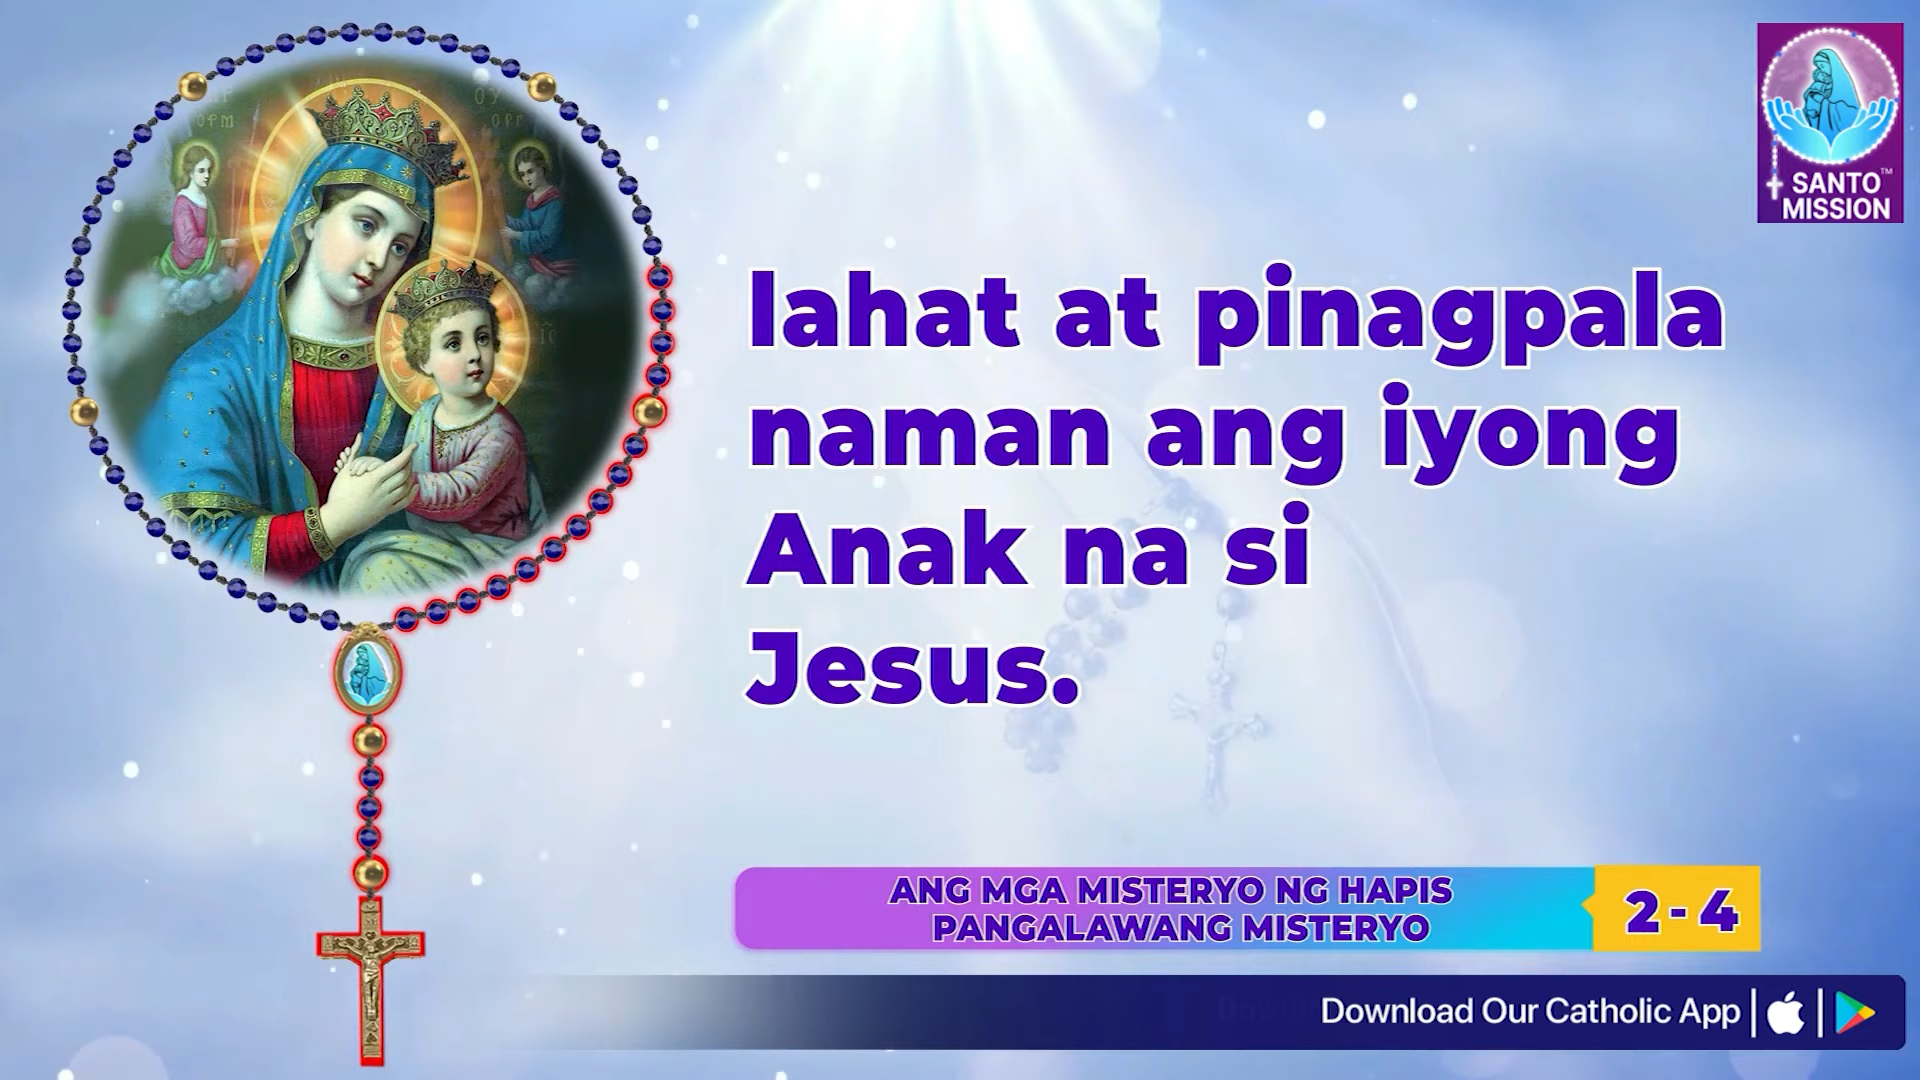 SANTO™
MISSION
lahat at pinagpala
naman ang iyong
Anak na si
Jesus.
ANG MGA MISTERYO NG HAPIS
PANGALAWANG MISTERYO
2 - 4
Download Our Catholic App